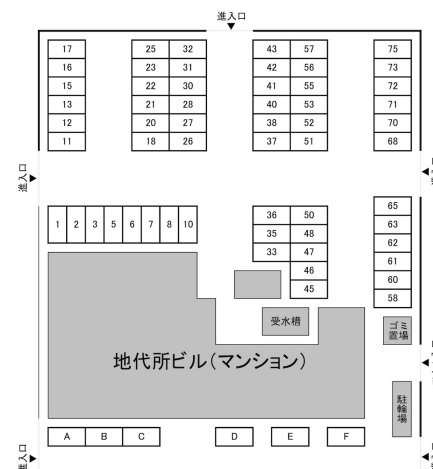 進入口
17 25 32 43 57 75
16 23 31 42 56 73
15 22 30 41 55 72
13 21 28 40 53 71
12 20 27 38 52 70
11 18 26 37 51 68
進入口
進入口
1 2 3 5 6 7 8 10
36 50 65
35 48 63
33 47 62
46 61
45 60
58
受水槽
ゴミ
置場
地代所ビル(マンション)
駐輪場
A B C D E F
進入口